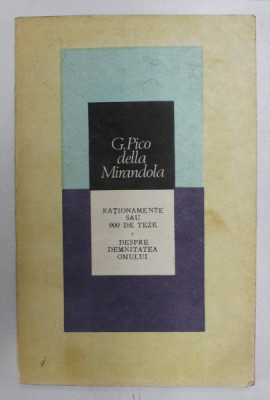 G. Pico
della
Mirandola
RAȚIONAMENTE
SAU
900 DE TEZE
*
DESPRE
DEMNITATEA
OMULUI